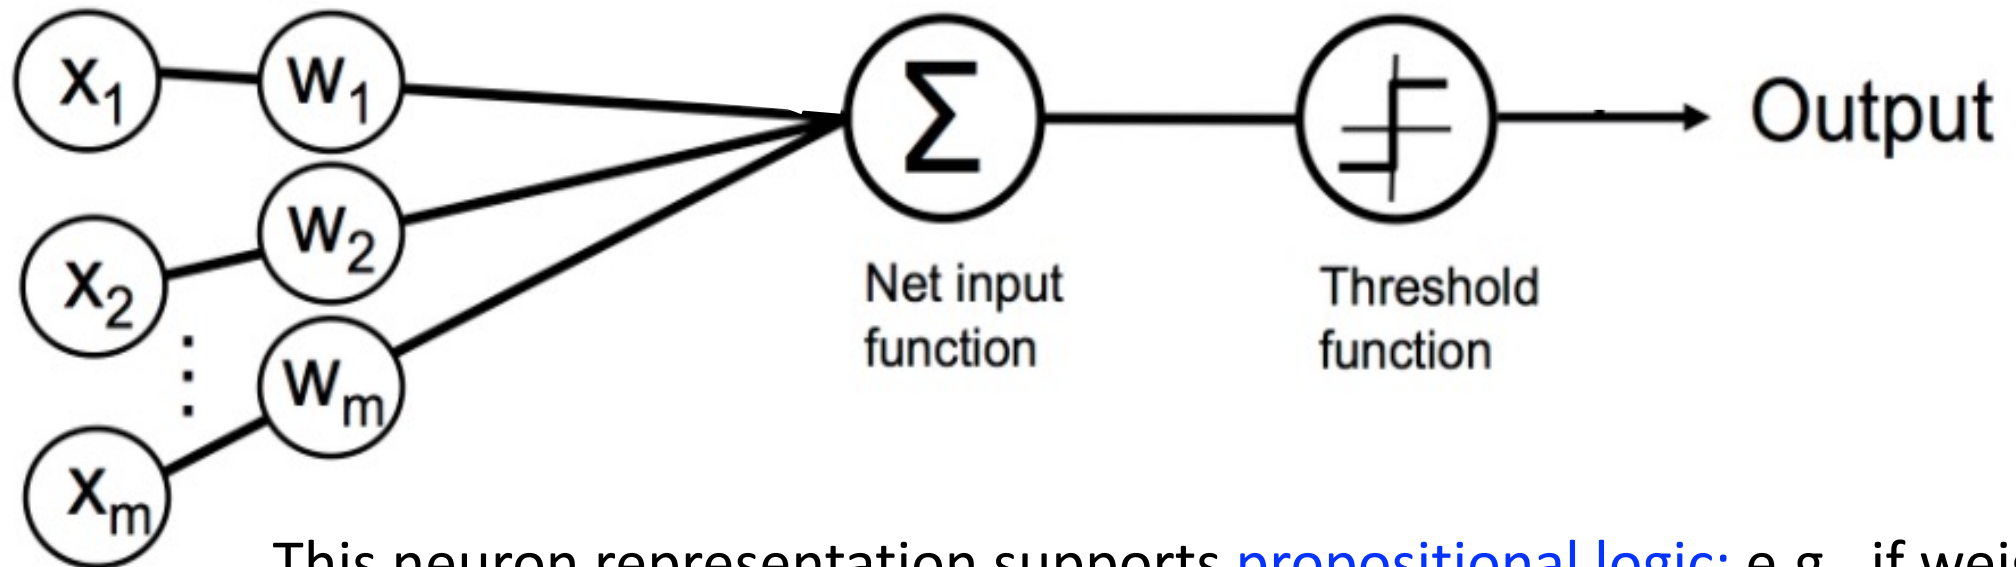 x₁ w₁
x₂ w₂
xₘ wₘ
Σ
Net input
function
Threshold
function
Output
This neuron representation supports propositional logic; e.g., if